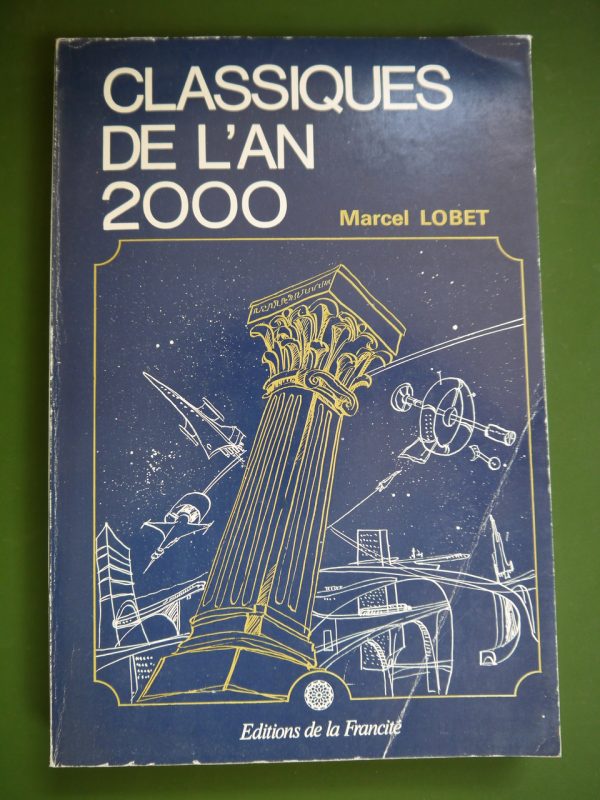 CLASSIQUES
DE L'AN
2000
Marcel LOBET
Editions de la Francité